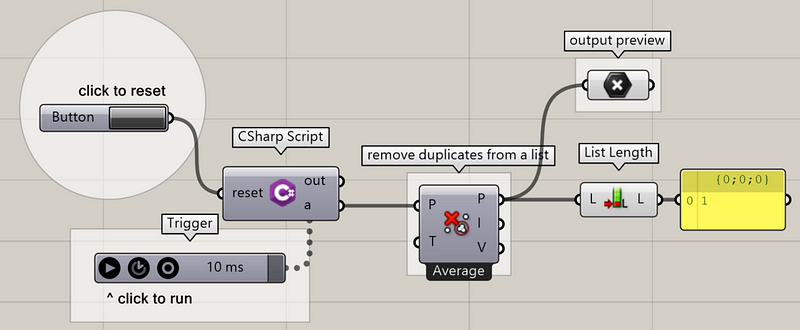 output preview
click to reset
Button
CSharp Script
remove duplicates from a list
List Length
reset
out
a
P
T
P
I
V
L
L
L
{0;0;0}
0 1
Trigger
10 ms
Average
^ click to run
C#